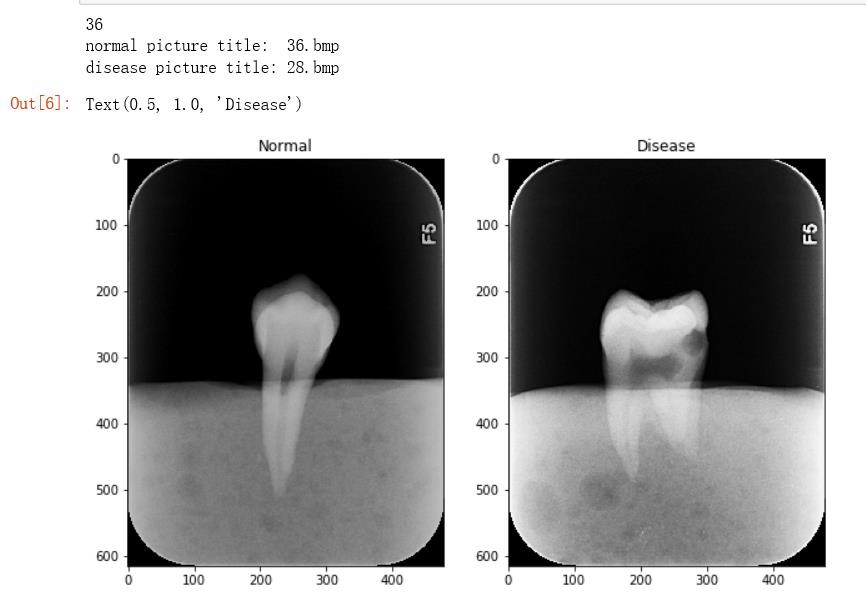 36
normal picture title:  36.bmp
disease picture title: 28.bmp
Out[6]: Text(0.5, 1.0, 'Disease')
Normal
0
100
200
300
400
500
600
0 100 200 300 400
F5
Disease
0
100
200
300
400
500
600
0 100 200 300 400
F5